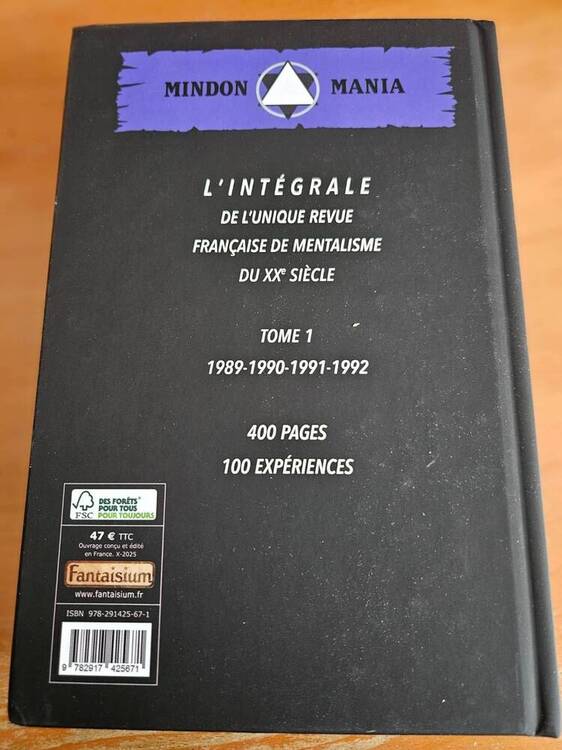 MINDON MANIA
L'INTÉGRALE
DE L'UNIQUE REVUE
FRANÇAISE DE MENTALISME
DU XXe SIÈCLE
TOME 1
1989-1990-1991-1992
400 PAGES
100 EXPÉRIENCES
FSC
DES FORÊTS®
POUR TOUS
POUR TOUJOURS
47 € TTC
Ouvrage conçu et édité
en France. X-2025
Fantaisium
www.fantaisium.fr
ISBN 978-291425-67-1
9 782917 425671